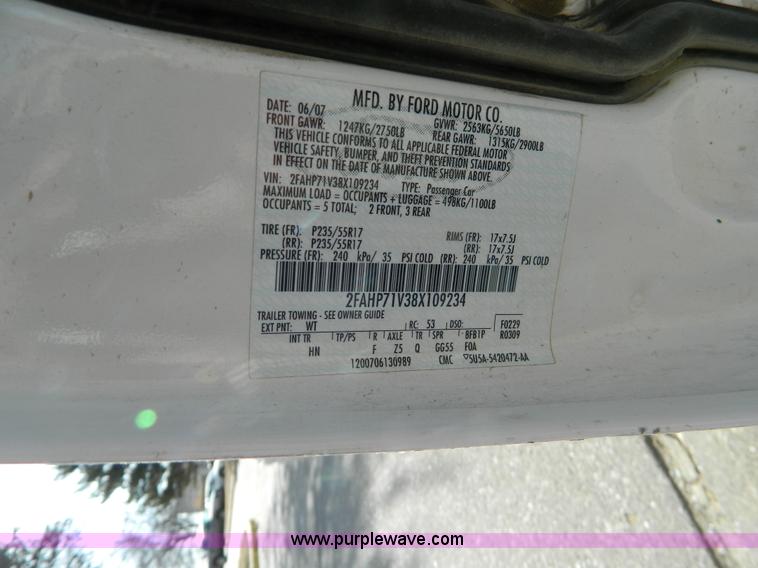 MFD. BY FORD MOTOR CO.
DATE: 06/07 GVWR: 2563KG/5650LB
FRONT GAWR: 1247KG/2750LB REAR GAWR: 1315KG/2900LB
THIS VEHICLE CONFORMS TO ALL APPLICABLE FEDERAL MOTOR
VEHICLE SAFETY, BUMPER, AND THEFT PREVENTION STANDARDS
IN EFFECT ON THE DATE OF MANUFACTURE SHOWN ABOVE.
VIN: 2FAHP71V38X109234 TYPE: Passenger Car
MAXIMUM LOAD = OCCUPANTS + LUGGAGE = 498KG/1100LB
OCCUPANTS = 5 TOTAL; 2 FRONT, 3 REAR
TIRE (FR): P235/55R17 RIMS (FR): 17x7.5J
(RR): P235/55R17 (RR): 17x7.5J
PRESSURE (FR): 240 kPa/ 35 PSI COLD (RR): 240 kPa/ 35 PSI COLD
2FAHP71V38X109234
TRAILER TOWING - SEE OWNER GUIDE
EXT PNT: WT RC: 53 DSO: F0229
INT TR TP/PS R AXLE TR SPR 8FB1P R0309
HN F Z5 Q GG55 F0A
1200706130989 CMC 5U5A-5420472-AA
www.purplewave.com